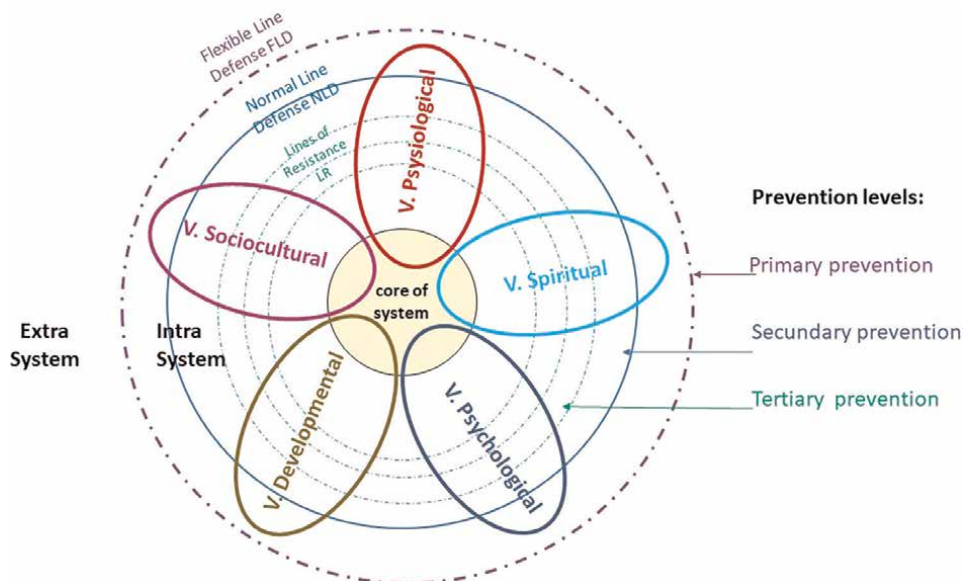 Flexible Line
Defense FLD
Normal Line
Defense NLD
Lines of
Resistance
LR
V. Psysiological
V. Sociocultural
V. Spiritual
core of
system
V. Developmental
V. Psychological
Extra
System
Intra
System
Prevention levels:
Primary prevention
Secundary prevention
Tertiary prevention